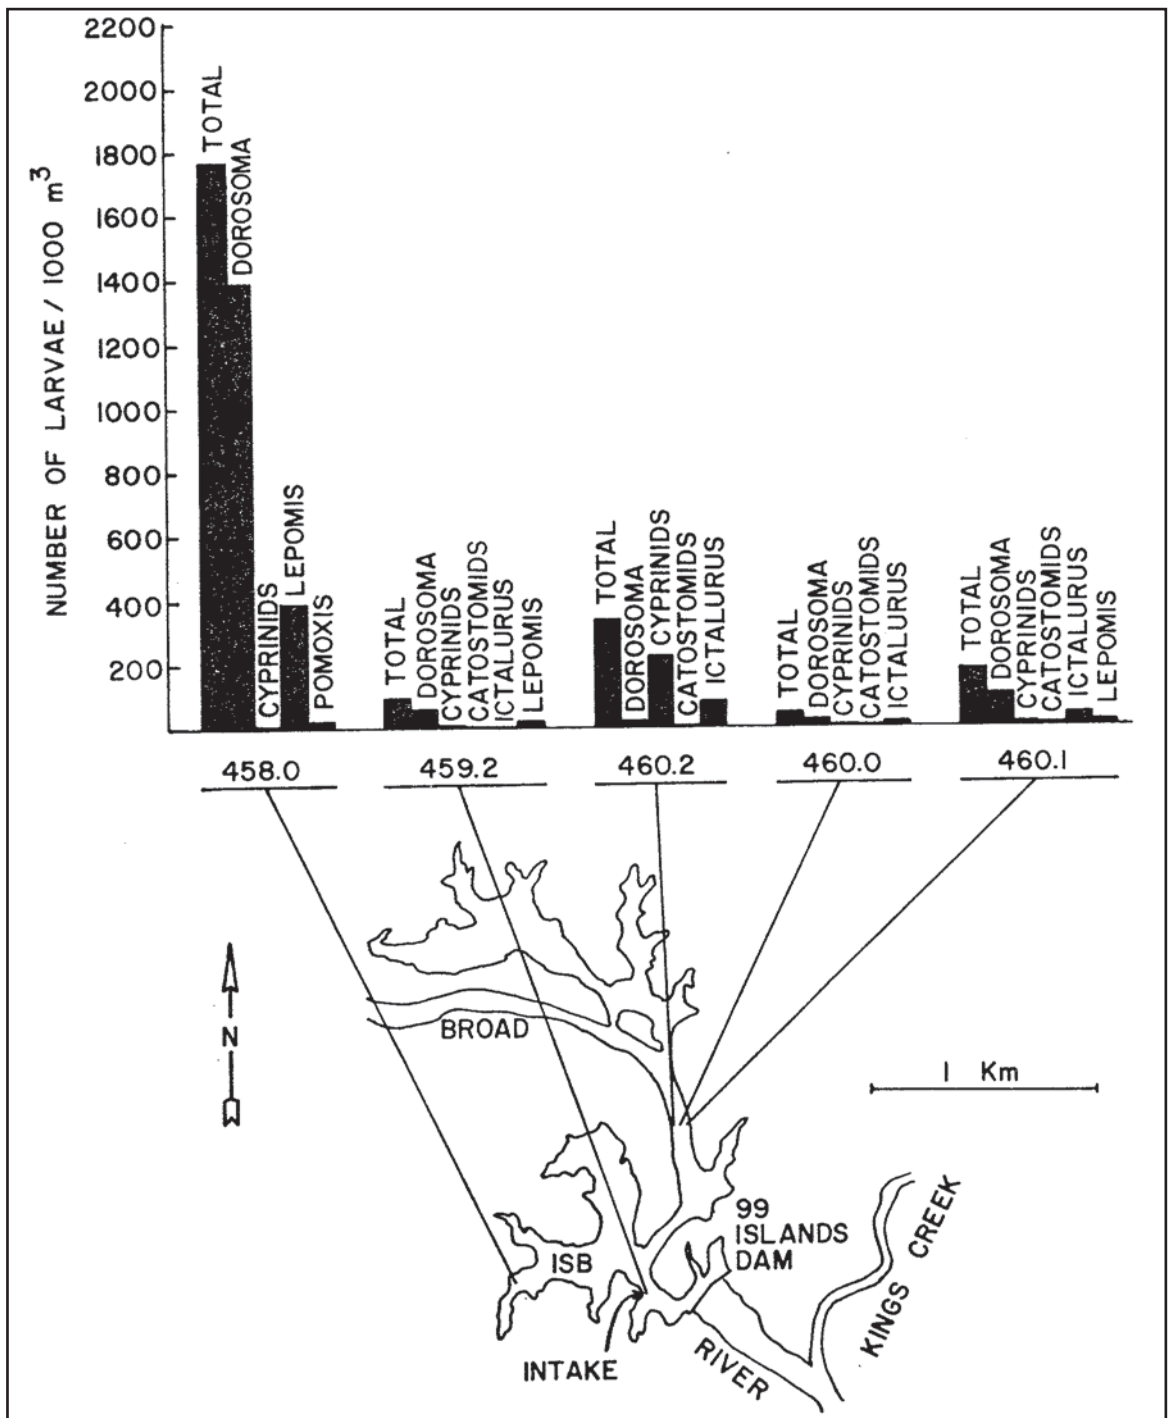 NUMBER OF LARVAE / 1000 m³
2200
2000
1800
1600
1400
1200
1000
800
600
400
200
TOTAL
DOROSOMA
CYPRINIDS
LEPOMIS
POMOXIS
TOTAL
DOROSOMA
CYPRINIDS
CATOSTOMIDS
ICTALURUS
LEPOMIS
TOTAL
DOROSOMA
CYPRINIDS
CATOSTOMIDS
ICTALURUS
TOTAL
DOROSOMA
CYPRINIDS
CATOSTOMIDS
ICTALURUS
TOTAL
DOROSOMA
CYPRINIDS
CATOSTOMIDS
ICTALURUS
LEPOMIS
458.0
459.2
460.2
460.0
460.1
N
BROAD
1 Km
99
ISLANDS
DAM
ISB
KINGS CREEK
INTAKE
RIVER